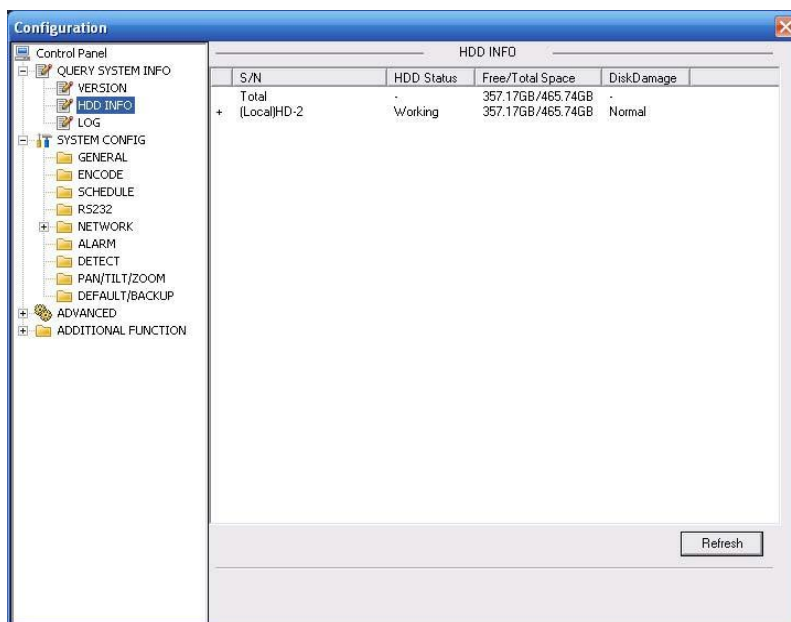 Configuration
Control Panel
QUERY SYSTEM INFO
VERSION
HDD INFO
LOG
SYSTEM CONFIG
GENERAL
ENCODE
SCHEDULE
RS232
NETWORK
ALARM
DETECT
PAN/TILT/ZOOM
DEFAULT/BACKUP
ADVANCED
ADDITIONAL FUNCTION
HDD INFO
S/N HDD Status Free/Total Space DiskDamage
Total - 357.17GB/465.74GB -
+ (Local)HD-2 Working 357.17GB/465.74GB Normal
Refresh